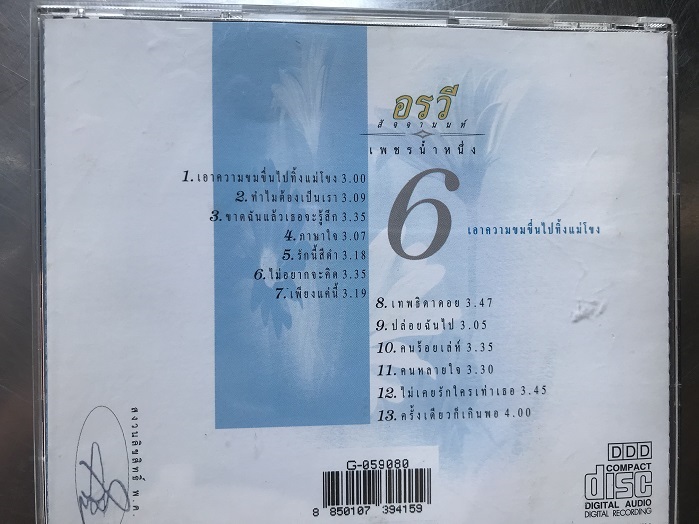 อรวี
สัจจานนท์
เพชรน้ำหนึ่ง
6
เอาความขมขื่นไปทิ้งแม่โขง
1. เอาความขมขื่นไปทิ้งแม่โขง 3.00
2. ทำไมต้องเป็นเรา 3.09
3. ขาดฉันแล้วเธอจะรู้สึก 3.35
4. ภาษาใจ 3.07
5. รักนี้สีดำ 3.18
6. ไม่อยากจะคิด 3.35
7. เพียงแค่นี้ 3.19
8. เทพธิดาดอย 3.47
9. ปล่อยฉันไป 3.05
10. คนร้อยเล่ห์ 3.35
11. คนหลายใจ 3.30
12. ไม่เคยรักใครเท่าเธอ 3.45
13. ครั้งเดียวก็เกินพอ 4.00
สงวนลิขสิทธิ์ พ.ศ.
G-059080
8 850107 394159
DDD
COMPACT
disc
DIGITAL AUDIO
DIGITAL RECORDING